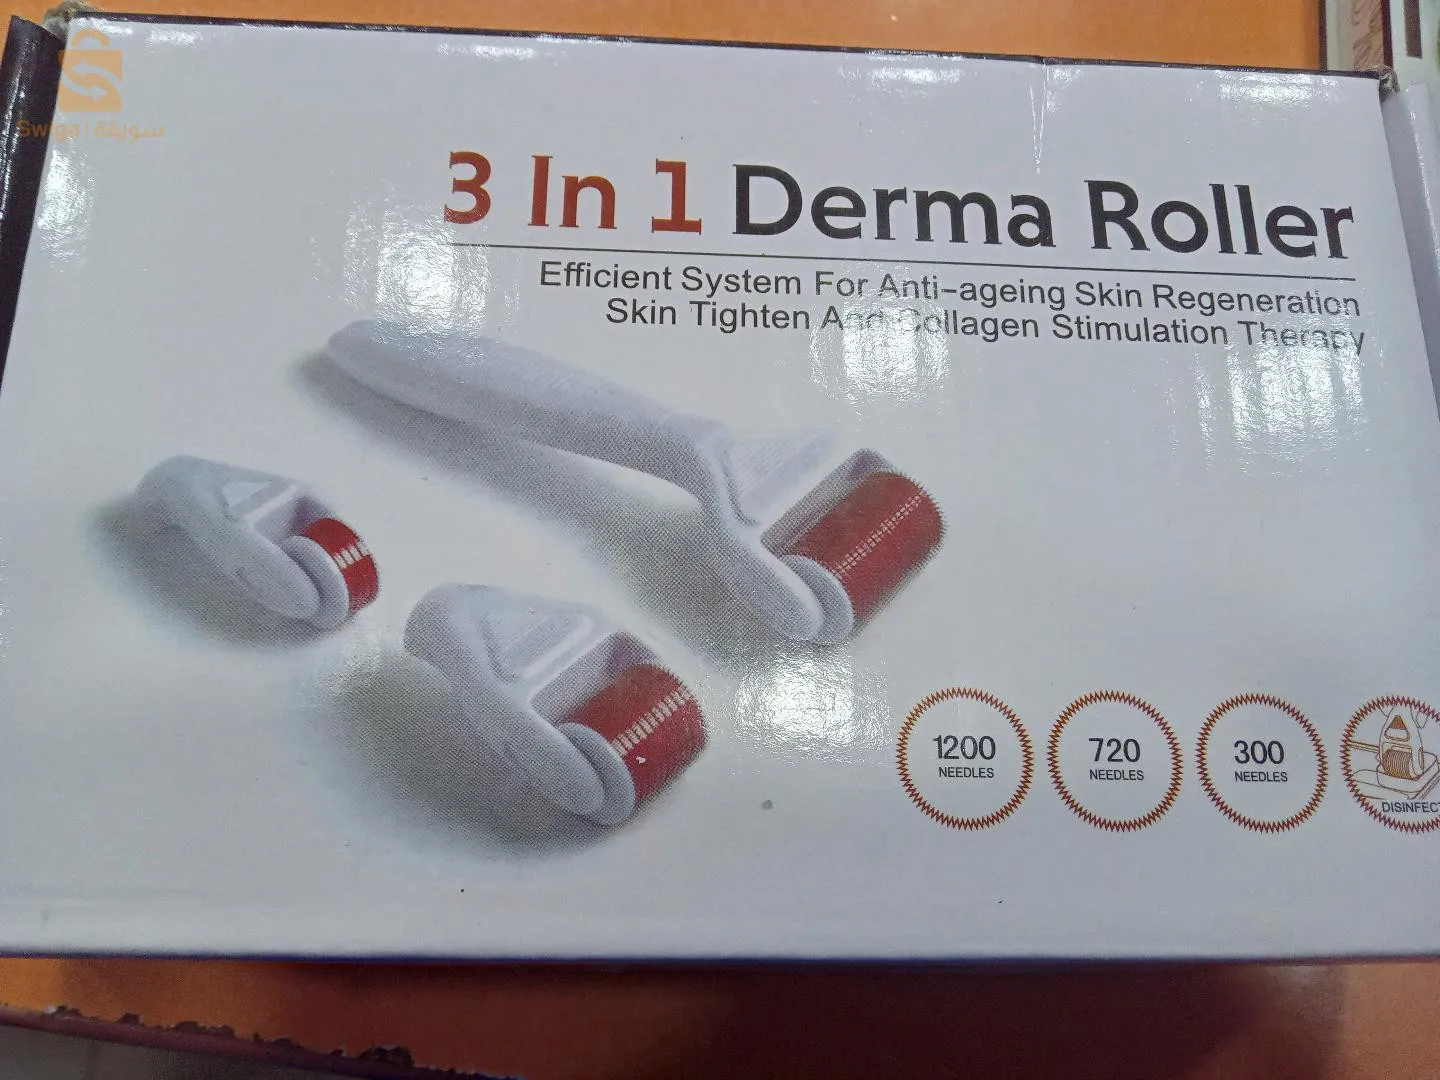 Swiqa | سويقة
3 In 1 Derma Roller
Efficient System For Anti-ageing Skin Regeneration
Skin Tighten And Collagen Stimulation Therapy
1200
NEEDLES
720
NEEDLES
300
NEEDLES
DISINFECT